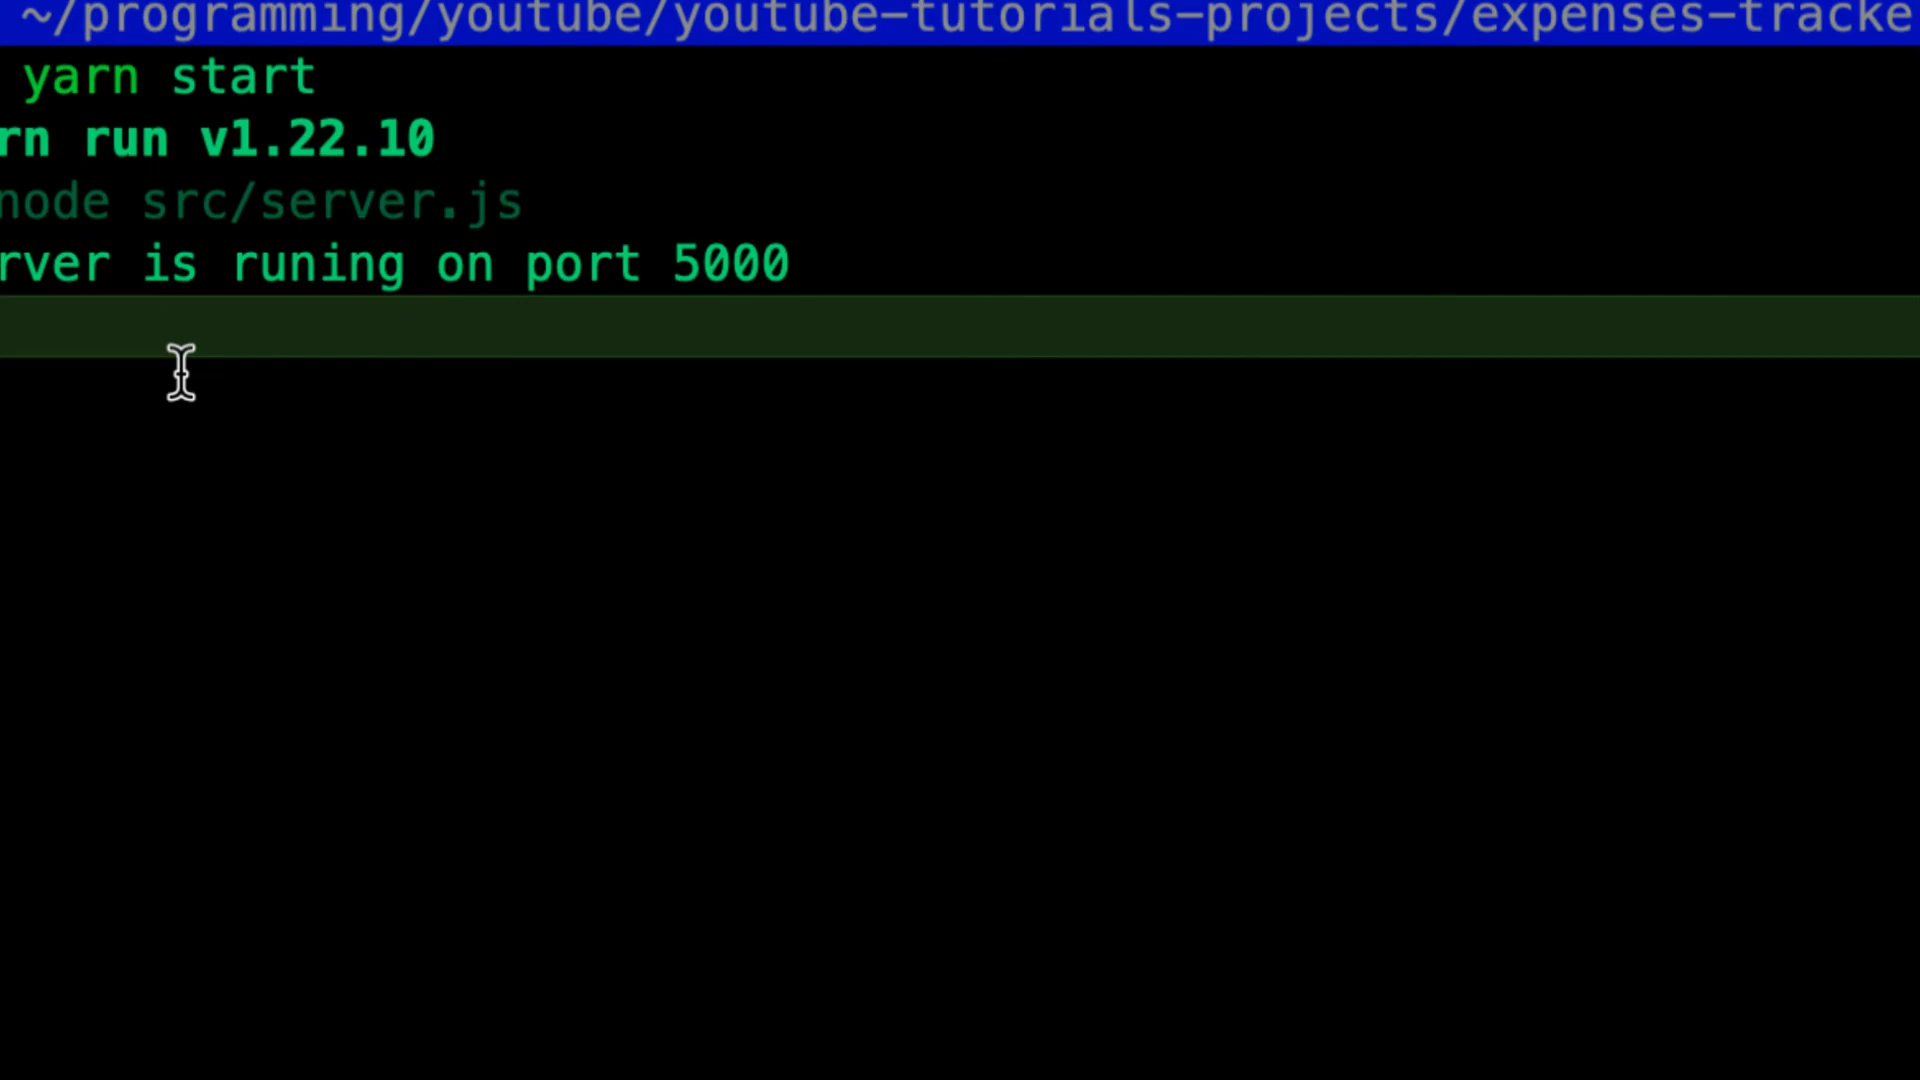 ~/programming/youtube/youtube-tutorials-projects/expenses-tracke
yarn start
rn run v1.22.10
node src/server.js
rver is runing on port 5000